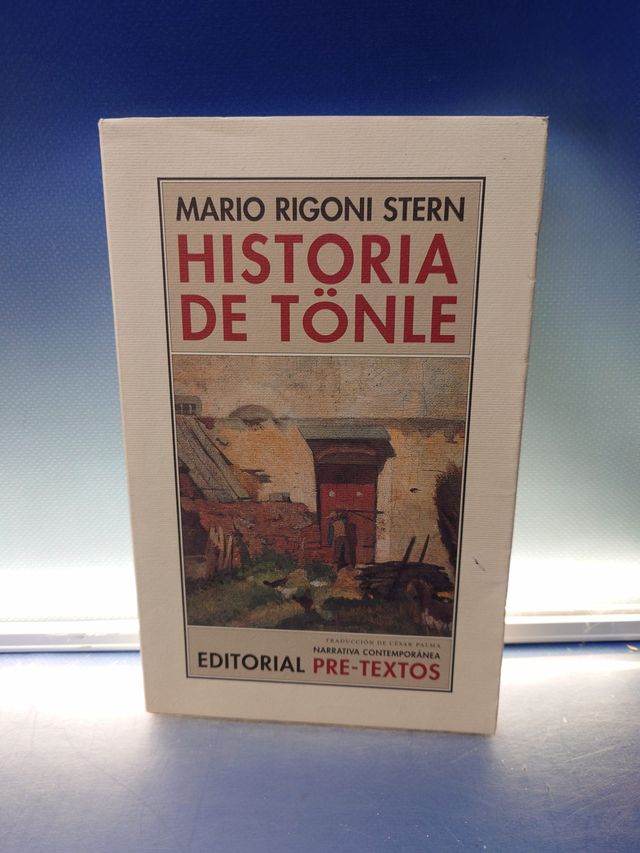 MARIO RIGONI STERN
HISTORIA
DE TÖNLE
TRADUCCIÓN DE CÉSAR PALMA
NARRATIVA CONTEMPORÁNEA
EDITORIAL PRE-TEXTOS